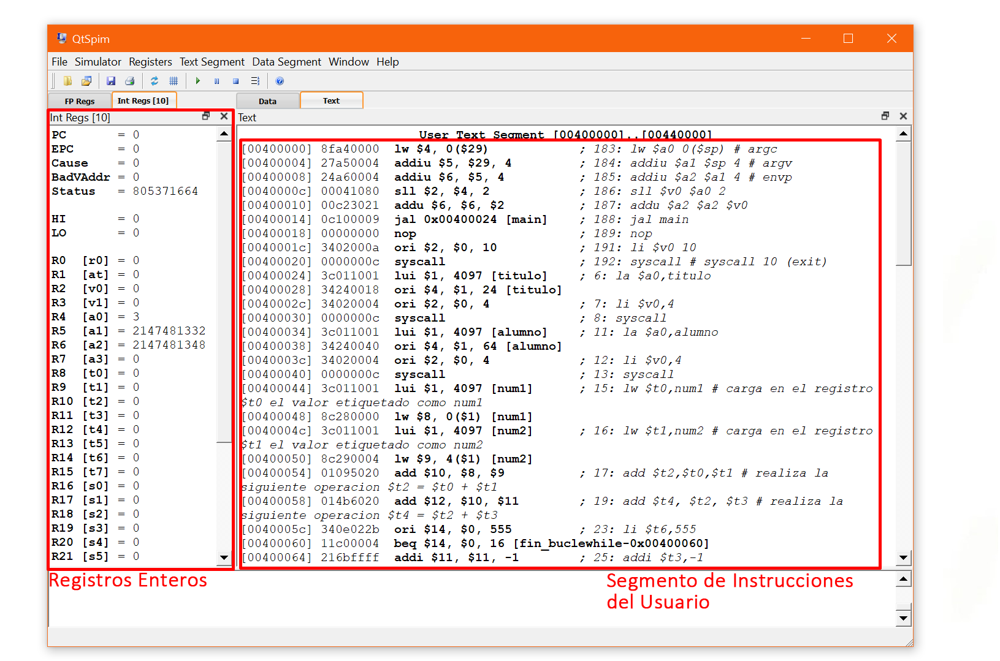 QtSpim
File Simulator Registers Text Segment Data Segment Window Help
FP Regs Int Regs [10] Data Text
Int Regs [10]
PC = 0
EPC = 0
Cause = 0
BadVAddr = 0
Status = 805371664
HI = 0
LO = 0
R0 [r0] = 0
R1 [at] = 0
R2 [v0] = 0
R3 [v1] = 0
R4 [a0] = 3
R5 [a1] = 2147481332
R6 [a2] = 2147481348
R7 [a3] = 0
R8 [t0] = 0
R9 [t1] = 0
R10 [t2] = 0
R11 [t3] = 0
R12 [t4] = 0
R13 [t5] = 0
R14 [t6] = 0
R15 [t7] = 0
R16 [s0] = 0
R17 [s1] = 0
R18 [s2] = 0
R19 [s3] = 0
R20 [s4] = 0
R21 [s5] = 0
Registros Enteros
Text
User Text Segment [00400000]..[00440000]
[00400000] 8fa40000 lw $4, 0($29) ; 183: lw $a0 0($sp) # argc
[00400004] 27a50004 addiu $5, $29, 4 ; 184: addiu $a1 $sp 4 # argv
[00400008] 24a60004 addiu $6, $5, 4 ; 185: addiu $a2 $a1 4 # envp
[0040000c] 00041080 sll $2, $4, 2 ; 186: sll $v0 $a0 2
[00400010] 00c23021 addu $6, $6, $2 ; 187: addu $a2 $a2 $v0
[00400014] 0c100009 jal 0x00400024 [main] ; 188: jal main
[00400018] 00000000 nop ; 189: nop
[0040001c] 3402000a ori $2, $0, 10 ; 191: li $v0 10
[00400020] 0000000c syscall ; 192: syscall # syscall 10 (exit)
[00400024] 3c011001 lui $1, 4097 [titulo] ; 6: la $a0,titulo
[00400028] 34240018 ori $4, $1, 24 [titulo]
[0040002c] 34020004 ori $2, $0, 4 ; 7: li $v0,4
[00400030] 0000000c syscall ; 8: syscall
[00400034] 3c011001 lui $1, 4097 [alumno] ; 11: la $a0,alumno
[00400038] 34240040 ori $4, $1, 64 [alumno]
[0040003c] 34020004 ori $2, $0, 4 ; 12: li $v0,4
[00400040] 0000000c syscall ; 13: syscall
[00400044] 3c011001 lui $1, 4097 [num1] ; 15: lw $t0,num1 # carga en el registro
$t0 el valor etiquetado como num1
[00400048] 8c280000 lw $8, 0($1) [num1]
[0040004c] 3c011001 lui $1, 4097 [num2] ; 16: lw $t1,num2 # carga en el registro
$t1 el valor etiquetado como num2
[00400050] 8c290004 lw $9, 4($1) [num2]
[00400054] 01095020 add $10, $8, $9 ; 17: add $t2,$t0,$t1 # realiza la
siguiente operacion $t2 = $t0 + $t1
[00400058] 014b6020 add $12, $10, $11 ; 19: add $t4, $t2, $t3 # realiza la
siguiente operacion $t4 = $t2 + $t3
[0040005c] 340e022b ori $14, $0, 555 ; 23: li $t6,555
[00400060] 11c00004 beq $14, $0, 16 [fin_buclewhile-0x00400060]
[00400064] 216bffff addi $11, $11, -1 ; 25: addi $t3,-1
Segmento de Instrucciones
del Usuario